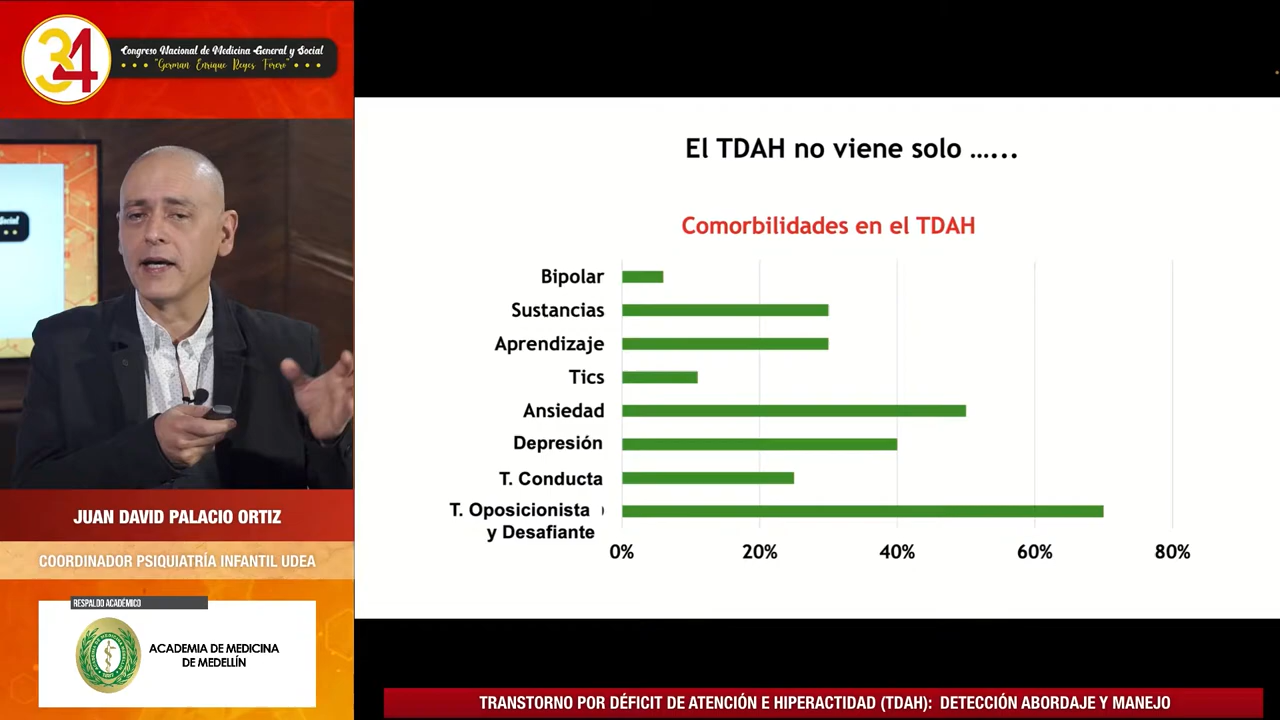 34
Congreso Nacional de Medicina General y Social
"German Enrique Reyes Forero"
Social
El TDAH no viene solo …...
Comorbilidades en el TDAH
Bipolar
Sustancias
Aprendizaje
Tics
Ansiedad
Depresión
T. Conducta
T. Oposicionista
y Desafiante
0% 20% 40% 60% 80%
JUAN DAVID PALACIO ORTIZ
COORDINADOR PSIQUIATRÍA INFANTIL UDEA
RESPALDO ACADÉMICO
ACADEMIA DE MEDICINA
DE MEDELLÍN
TRANSTORNO POR DÉFICIT DE ATENCIÓN E HIPERACTIDAD (TDAH): DETECCIÓN ABORDAJE Y MANEJO